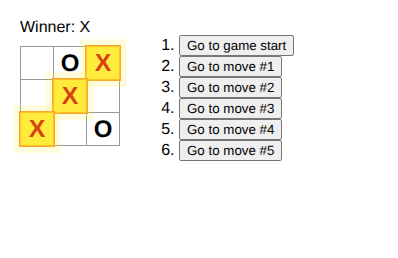 Winner: X
O X
X
X O
1. Go to game start
2. Go to move #1
3. Go to move #2
4. Go to move #3
5. Go to move #4
6. Go to move #5